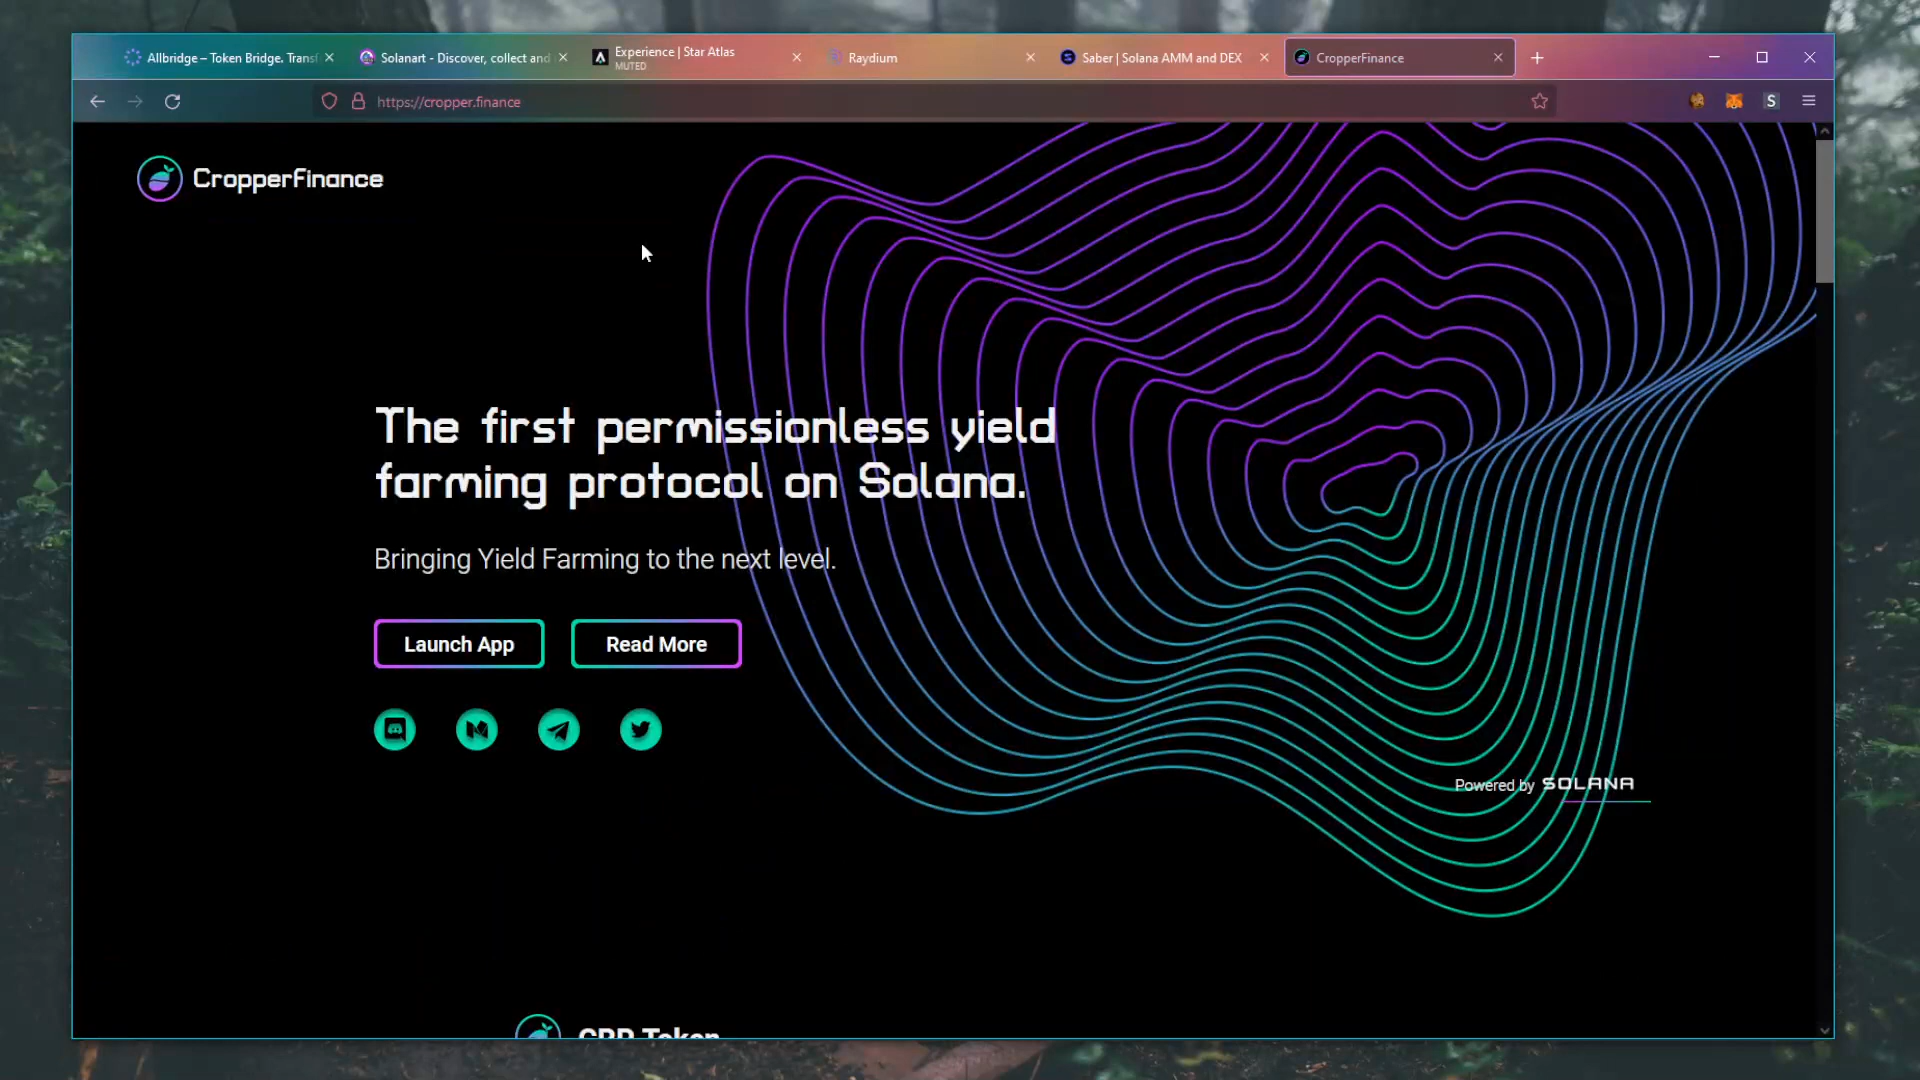 Allbridge – Token Bridge. Transf
Solanart - Discover, collect and
Experience | Star Atlas
MUTED
Raydium
Saber | Solana AMM and DEX
CropperFinance
https://cropper.finance
S
CropperFinance
The first permissionless yield
farming protocol on Solana.
Bringing Yield Farming to the next level.
Launch App
Read More
Powered by SOLANA
CRP Token